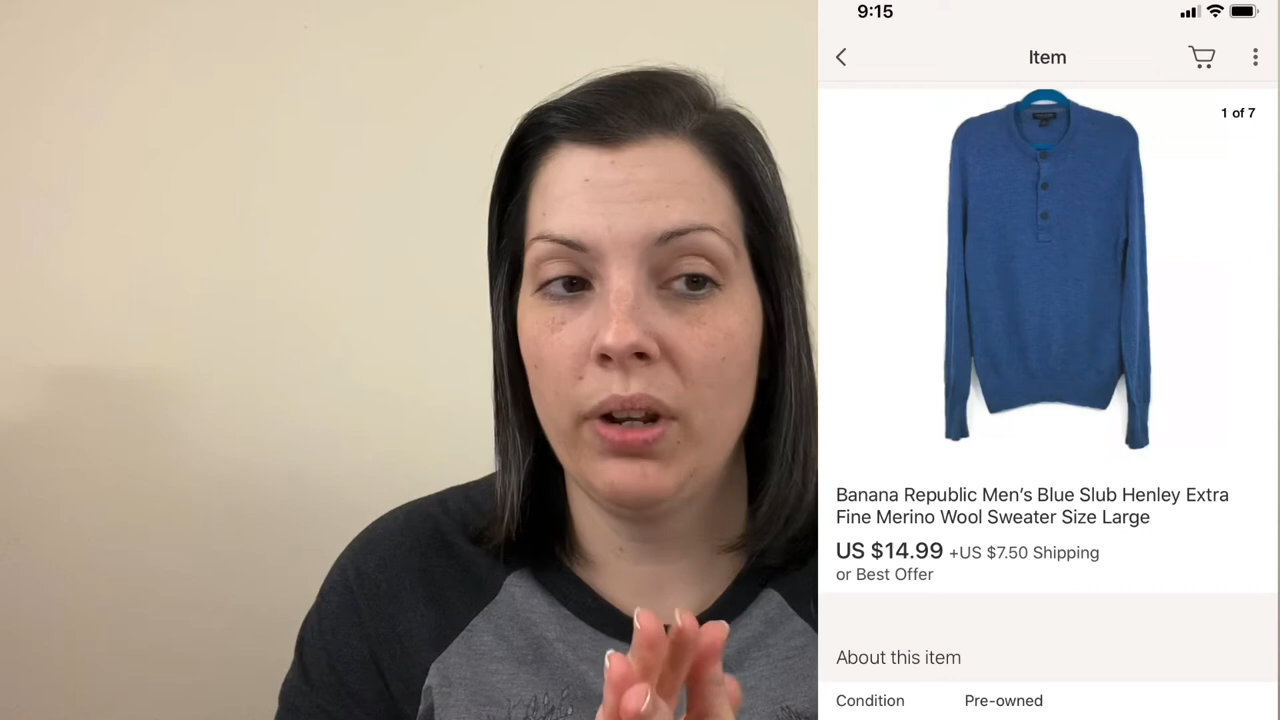 9:15
Item
1 of 7
Banana Republic Men's Blue Slub Henley Extra
Fine Merino Wool Sweater Size Large
US $14.99 +US $7.50 Shipping
or Best Offer
About this item
Condition Pre-owned